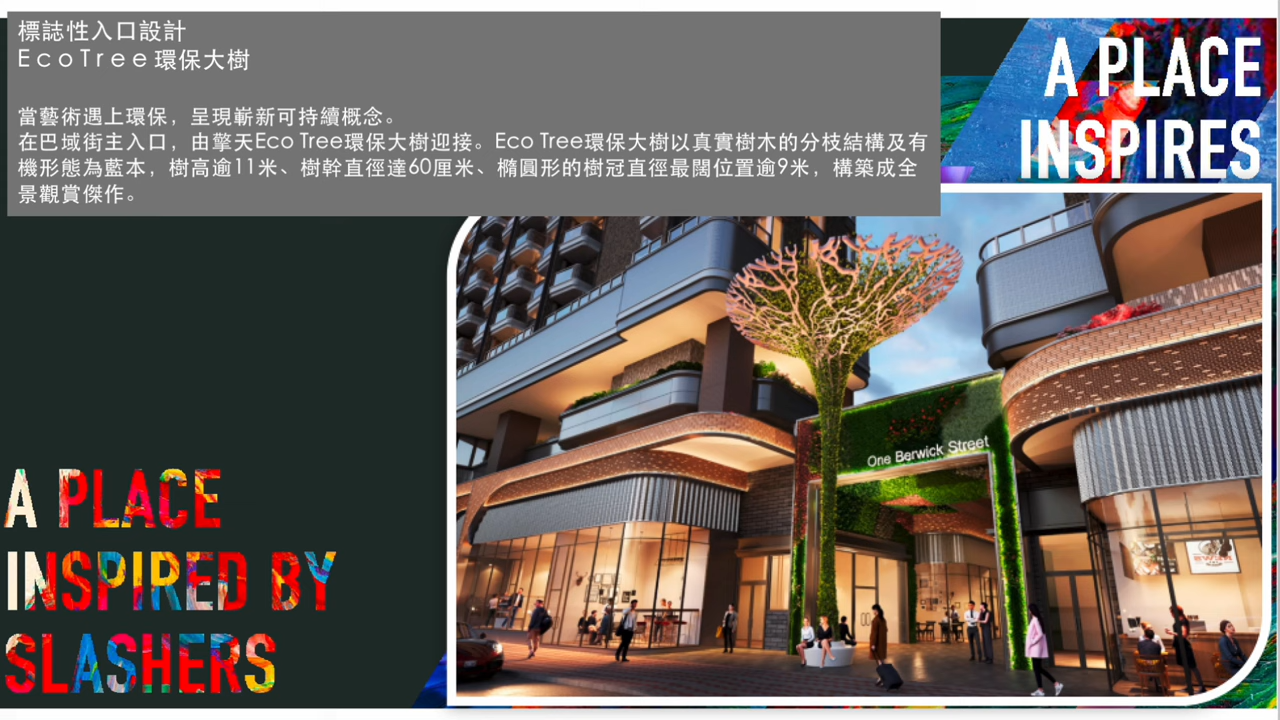 標誌性入口設計
EcoTree環保大樹
當藝術遇上環保，呈現嶄新可持續概念。
在巴域街主入口，由擎天Eco Tree環保大樹迎接。Eco Tree環保大樹以真實樹木的分枝結構及有
機形態為藍本，樹高逾11米、樹幹直徑達60厘米、橢圓形的樹冠直徑最闊位置逾9米，構築成全
景觀賞傑作。
A PLACE
INSPIRES
One Berwick Street
A PLACE
INSPIRED BY
SLASHERS